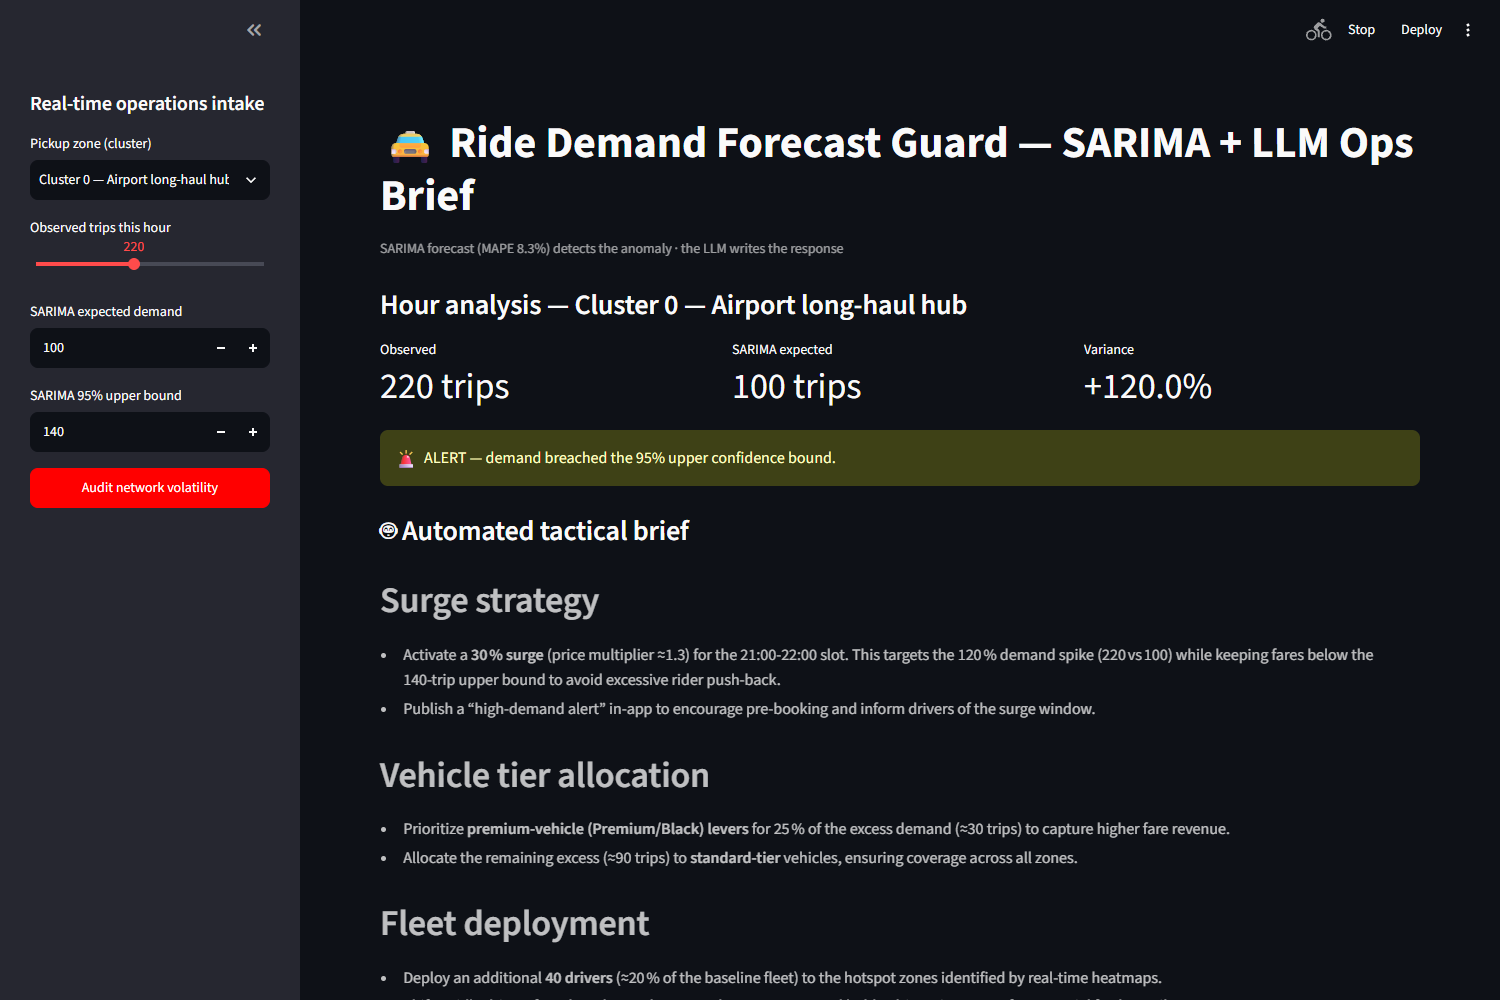 Stop
Deploy
Real-time operations intake
Pickup zone (cluster)
Cluster 0 — Airport long-haul hub
Observed trips this hour
220
SARIMA expected demand
100
SARIMA 95% upper bound
140
Audit network volatility
Ride Demand Forecast Guard — SARIMA + LLM Ops
Brief
SARIMA forecast (MAPE 8.3%) detects the anomaly · the LLM writes the response
Hour analysis — Cluster 0 — Airport long-haul hub
Observed
220 trips
SARIMA expected
100 trips
Variance
+120.0%
ALERT — demand breached the 95% upper confidence bound.
Automated tactical brief
Surge strategy
• Activate a 30 % surge (price multiplier ≈1.3) for the 21:00-22:00 slot. This targets the 120 % demand spike (220 vs 100) while keeping fares below the
140-trip upper bound to avoid excessive rider push-back.
• Publish a “high-demand alert” in-app to encourage pre-booking and inform drivers of the surge window.
Vehicle tier allocation
• Prioritize premium-vehicle (Premium/Black) levers for 25 % of the excess demand (≈30 trips) to capture higher fare revenue.
• Allocate the remaining excess (≈90 trips) to standard-tier vehicles, ensuring coverage across all zones.
Fleet deployment
• Deploy an additional 40 drivers (≈20 % of the baseline fleet) to the hotspot zones identified by real-time heatmaps.